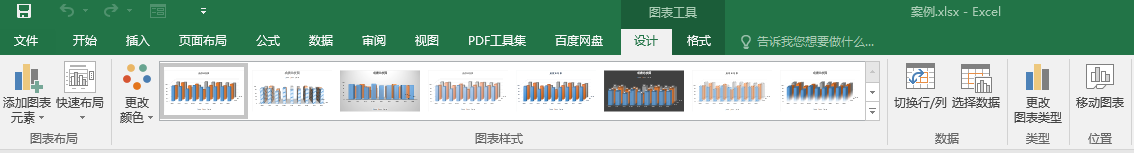 图表工具
案例.xlsx - Excel
文件 开始 插入 页面布局 公式 数据 审阅 视图 PDF工具集 百度网盘 设计 格式 告诉我您想要做什么...
添加图表 快速布局 更改 切换行/列 选择数据 更改 移动图表
元素 颜色 图表类型
图表布局 图表样式 数据 类型 位置